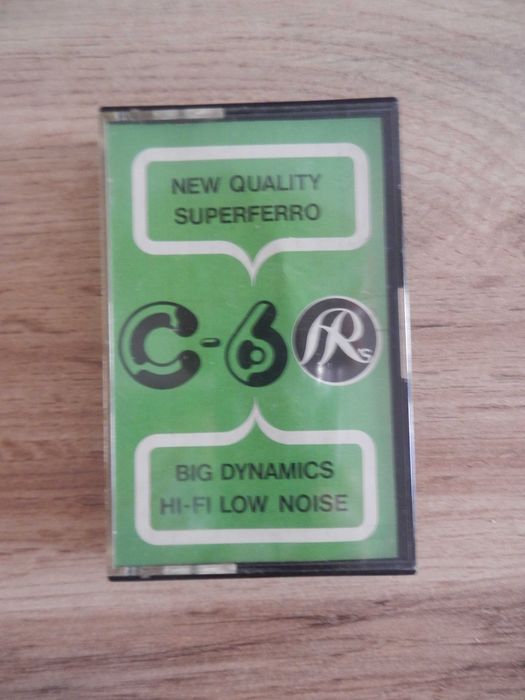 NEW QUALITY
SUPERFERRO
C-60
R's
BIG DYNAMICS
HI-FI LOW NOISE